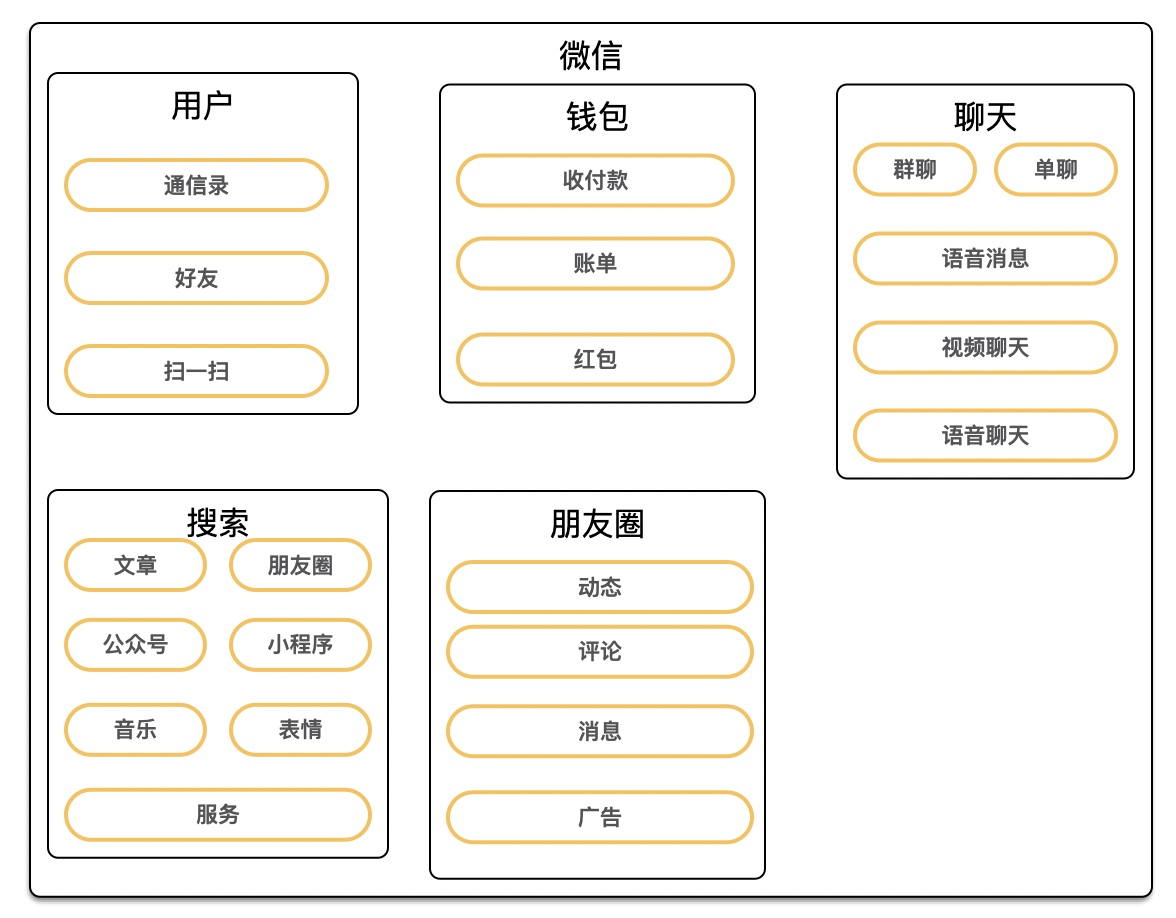 微信
用户
通信录
好友
扫一扫
钱包
收付款
账单
红包
聊天
群聊 单聊
语音消息
视频聊天
语音聊天
搜索
文章 朋友圈
公众号 小程序
音乐 表情
服务
朋友圈
动态
评论
消息
广告